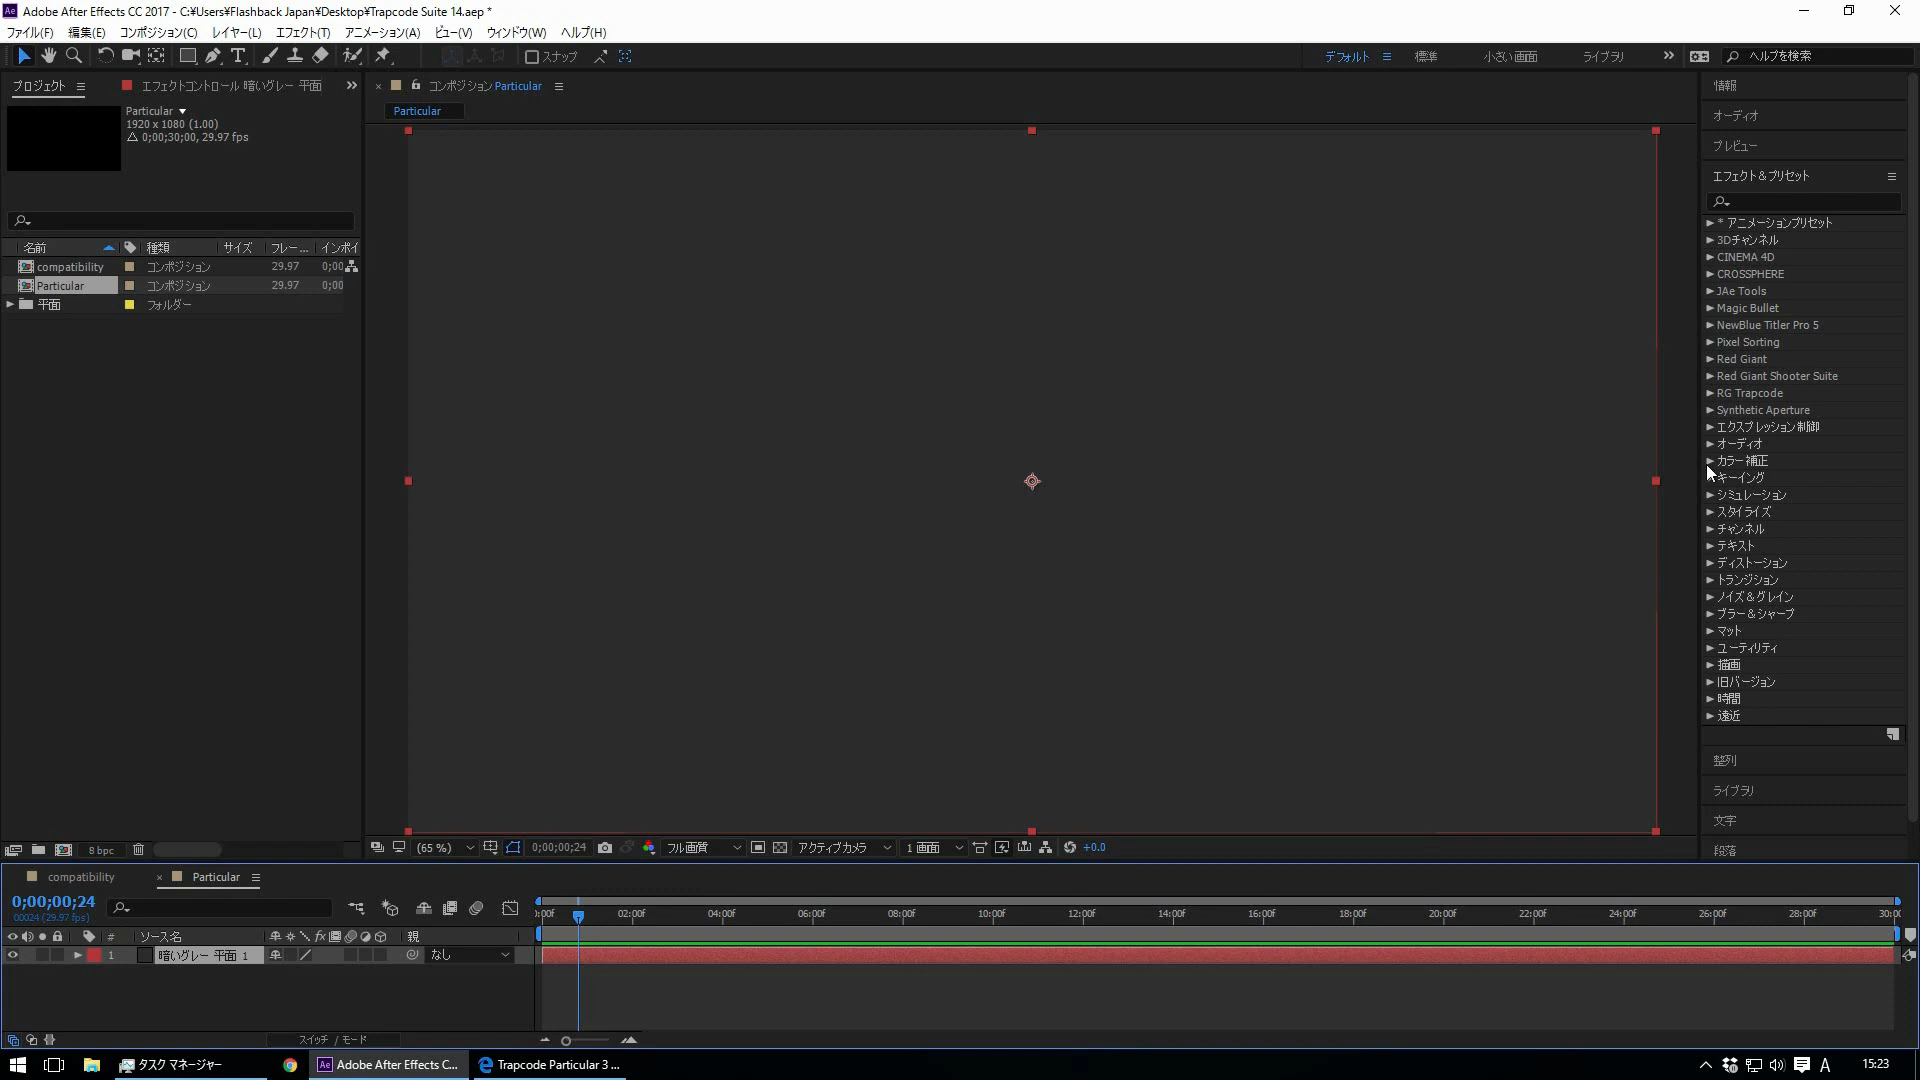 Adobe After Effects CC 2017 - C:¥Users¥Flashback Japan¥Desktop¥Trapcode Suite 14.aep *
ファイル(F) 編集(E) コンポジション(C) レイヤー(L) エフェクト(T) アニメーション(A) ビュー(V) ウィンドウ(W) ヘルプ(H)
スナップ デフォルト 標準 小さい画面 ライブラリ ヘルプを検索
プロジェクト エフェクトコントロール 暗いグレー 平面
コンポジション Particular
Particular
Particular
1920 x 1080 (1.00)
Δ 0;00;30;00, 29.97 fps
名前 種類 サイズ フレー... インポイ
compatibility コンポジション 29.97 0;00
Particular コンポジション 29.97 0;00
平面 フォルダー
情報
オーディオ
プレビュー
エフェクト&プリセット
* アニメーションプリセット
3Dチャンネル
CINEMA 4D
CROSSPHERE
JAe Tools
Magic Bullet
NewBlue Titler Pro 5
Pixel Sorting
Red Giant
Red Giant Shooter Suite
RG Trapcode
Synthetic Aperture
エクスプレッション制御
オーディオ
カラー補正
キーイング
シミュレーション
スタイライズ
チャンネル
テキスト
ディストーション
トランジション
ノイズ&グレイン
ブラー&シャープ
マット
ユーティリティ
描画
旧バージョン
時間
遠近
整列
ライブラリ
文字
段落
8 bpc
(65 %) 0;00;00;24 フル画質 アクティブカメラ 1 画面 +0.0
compatibility Particular
0;00;00;24
00024 (29.97 fps)
0:00f 02:00f 04:00f 06:00f 08:00f 10:00f 12:00f 14:00f 16:00f 18:00f 20:00f 22:00f 24:00f 26:00f 28:00f 30:00
# ソース名 fx 親
1 暗いグレー 平面 1 なし
スイッチ / モード
タスク マネージャー Adobe After Effects C... Trapcode Particular 3 ... A 15:23